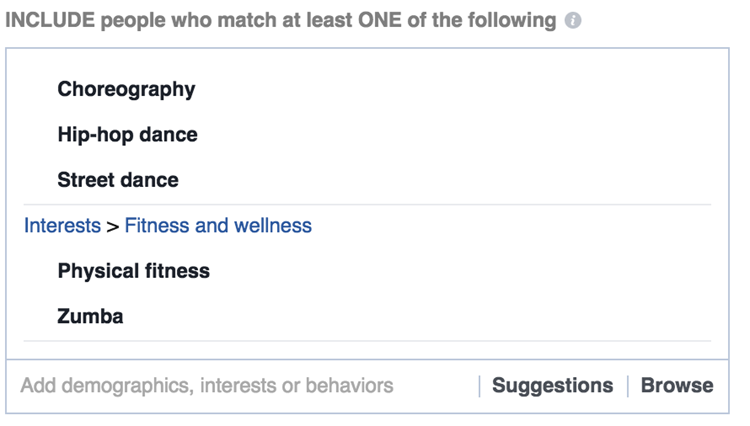 INCLUDE people who match at least ONE of the following
Choreography
Hip-hop dance
Street dance
Interests > Fitness and wellness
Physical fitness
Zumba
Add demographics, interests or behaviors | Suggestions | Browse